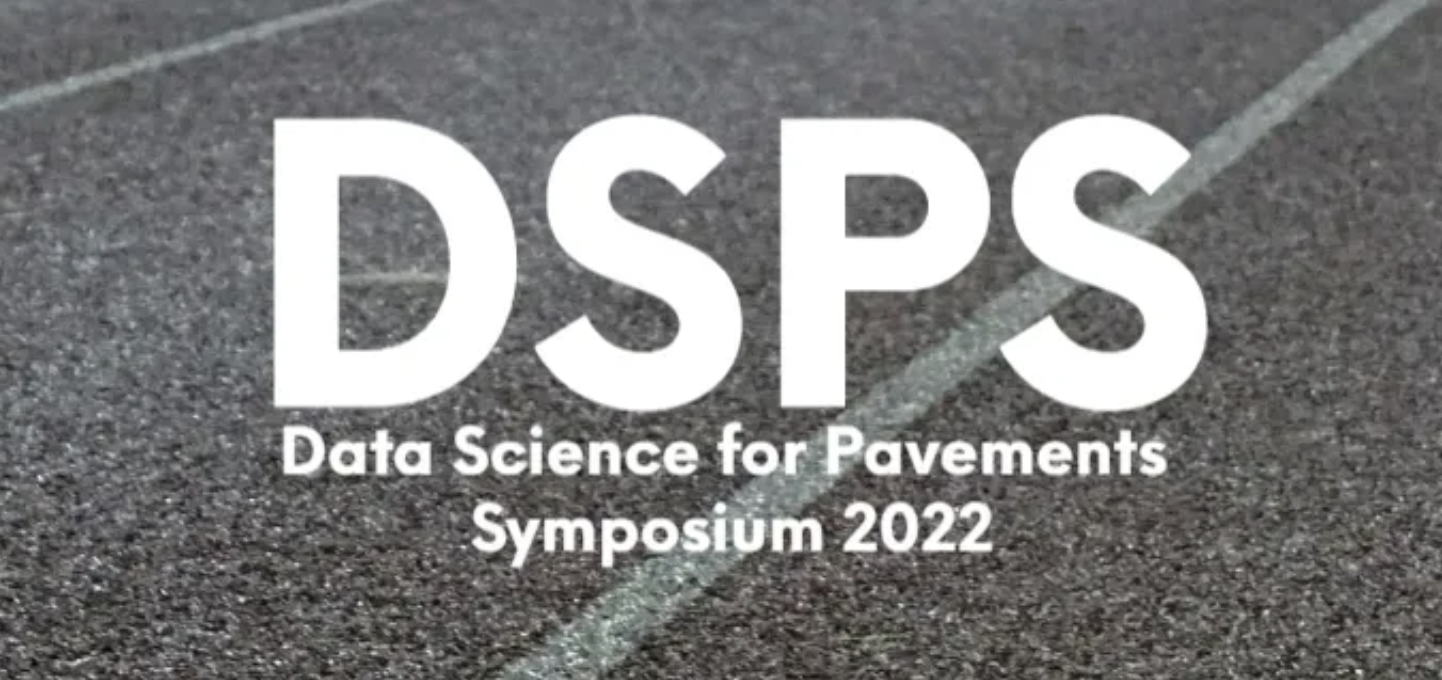 DSPS
Data Science for Pavements
Symposium 2022